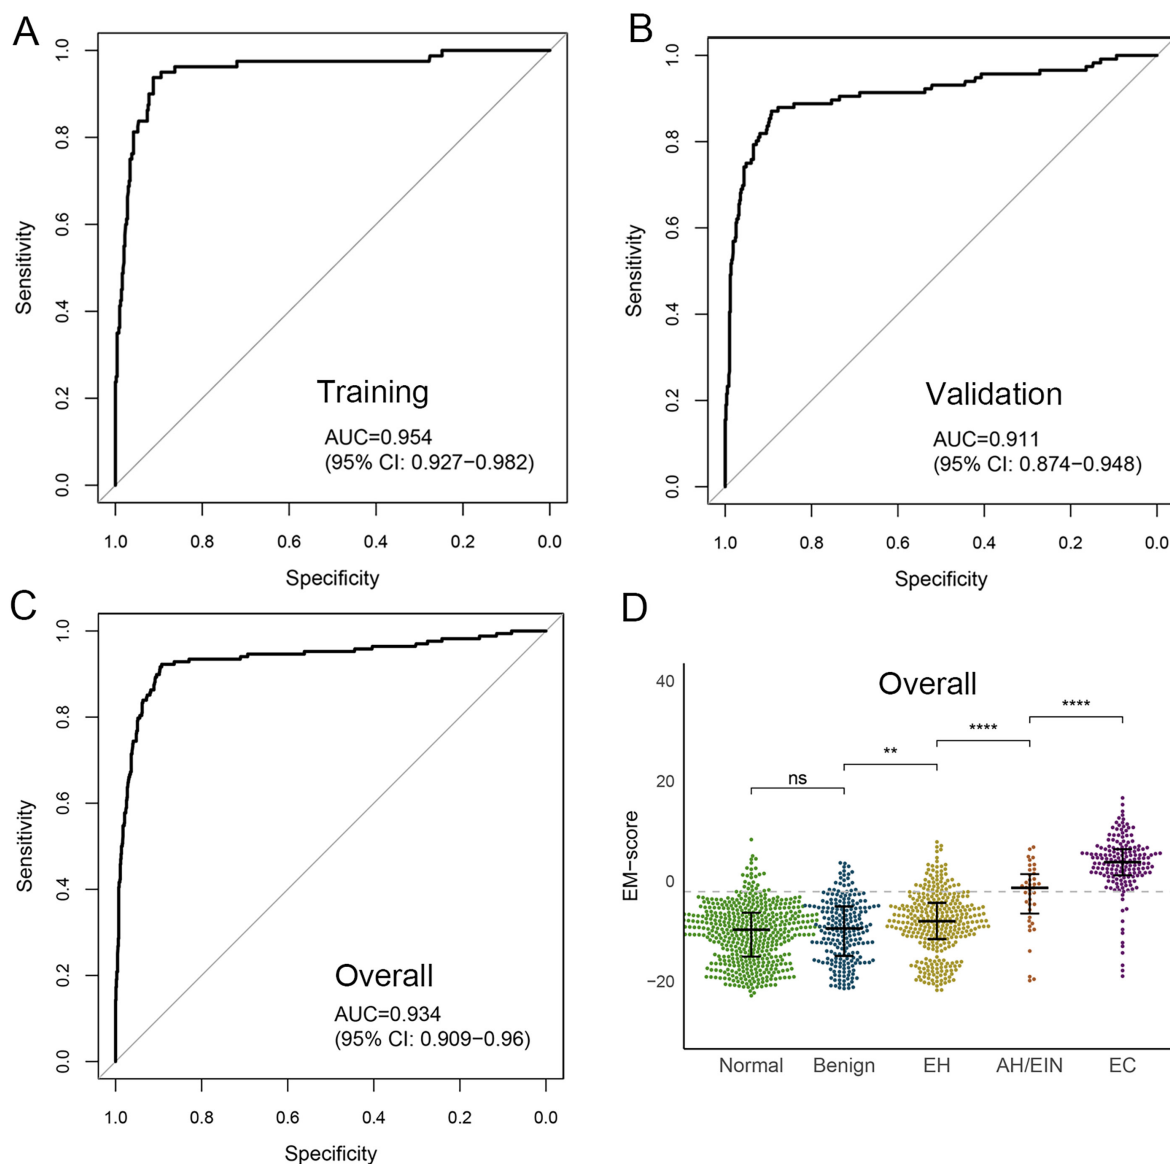 A
1.0
0.8
0.6
0.4
0.2
0.0
Sensitivity
Training
AUC=0.954
(95% CI: 0.927−0.982)
1.0 0.8 0.6 0.4 0.2 0.0
Specificity
B
1.0
0.8
0.6
0.4
0.2
0.0
Sensitivity
Validation
AUC=0.911
(95% CI: 0.874−0.948)
1.0 0.8 0.6 0.4 0.2 0.0
Specificity
C
1.0
0.8
0.6
0.4
0.2
0.0
Sensitivity
Overall
AUC=0.934
(95% CI: 0.909−0.96)
1.0 0.8 0.6 0.4 0.2 0.0
Specificity
D
Overall
40
20
0
−20
EM−score
ns
**
****
****
Normal Benign EH AH/EIN EC